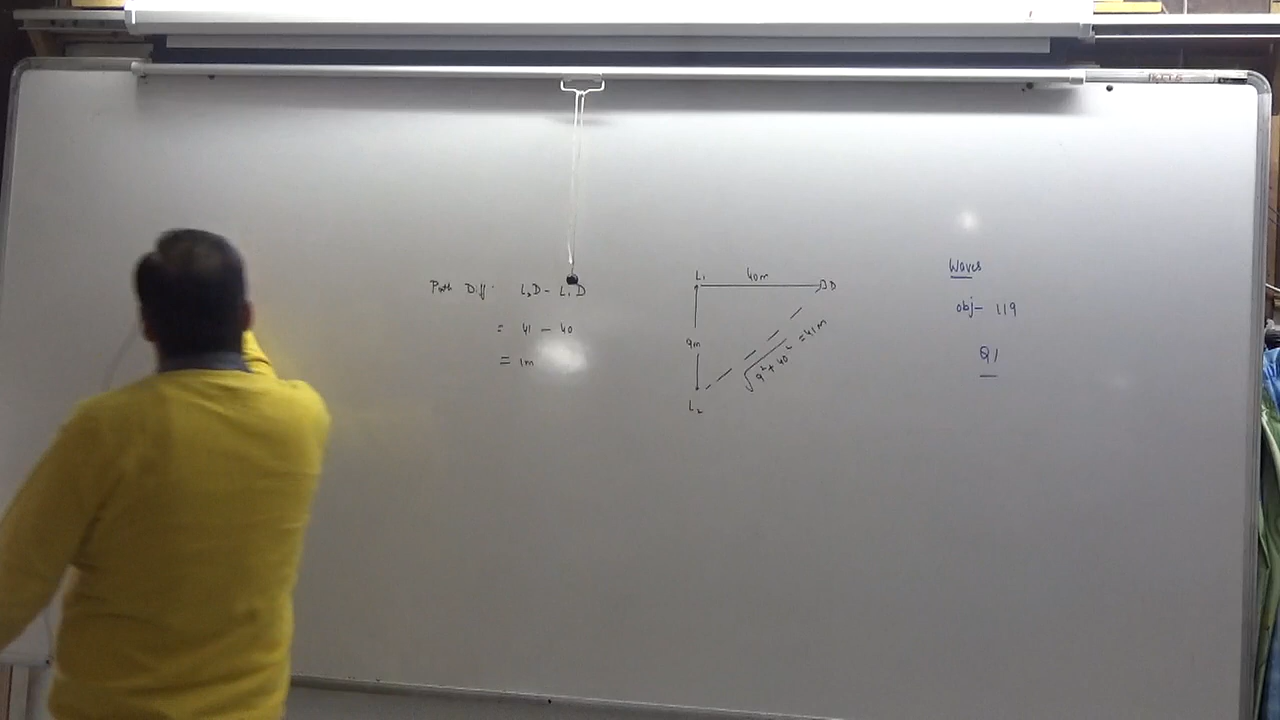 Path Diff. L₂D - L₁D
= 41 - 40
= 1m
L₁ 40m D
9m
√9²+40² = 41m
L₂
Waves
obj- 119
Q1